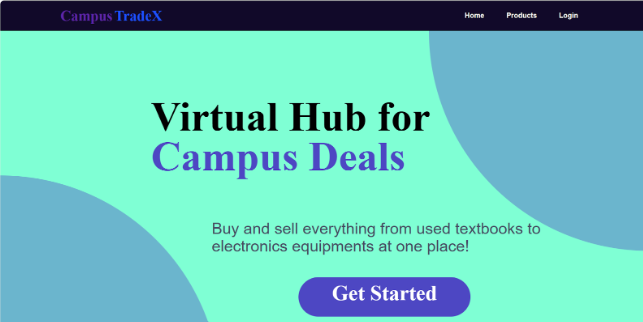 Campus TradeX
Home Products Login
Virtual Hub for
Campus Deals
Buy and sell everything from used textbooks to
electronics equipments at one place!
Get Started